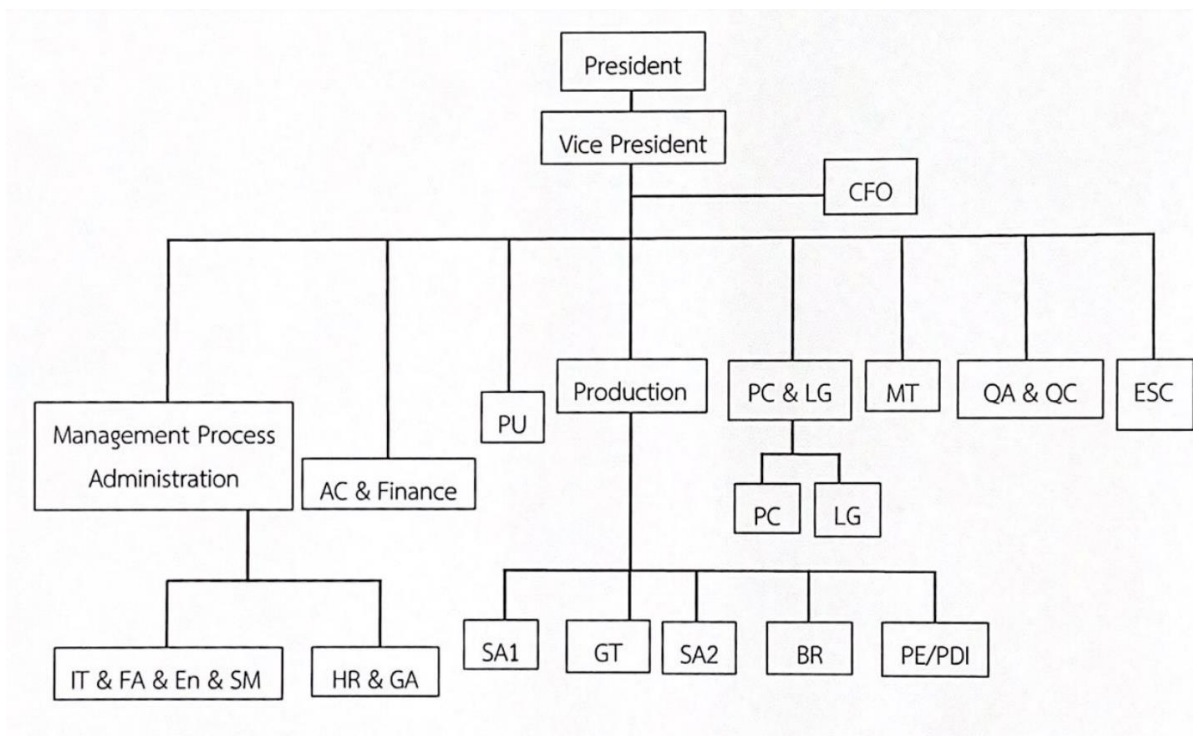 President
Vice President
CFO
Production
PC & LG
MT
QA & QC
ESC
PU
Management Process
Administration
AC & Finance
PC
LG
SA1
GT
SA2
BR
PE/PDI
IT & FA & En & SM
HR & GA